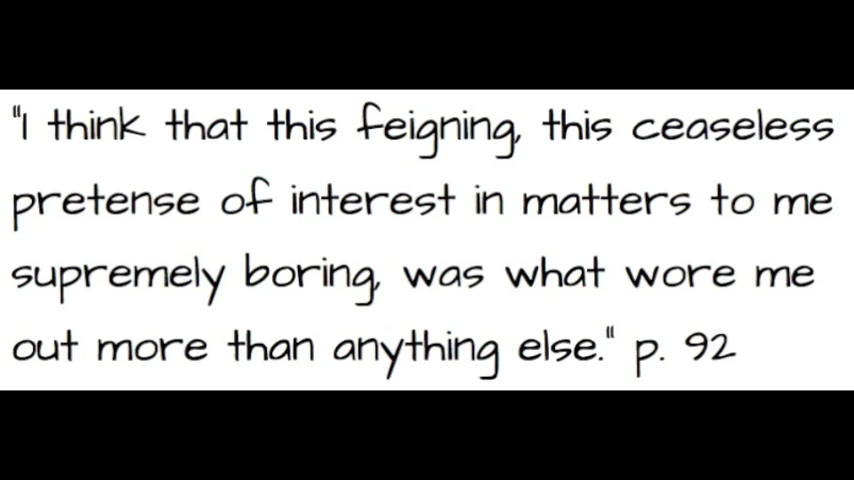 "I think that this feigning, this ceaseless
pretense of interest in matters to me
supremely boring, was what wore me
out more than anything else." p. 92